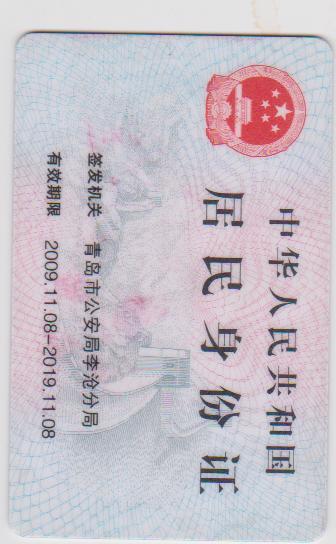 中华人民共和国
居民身份证
签发机关 青岛市公安局李沧分局
有效期限 2009.11.08-2019.11.08